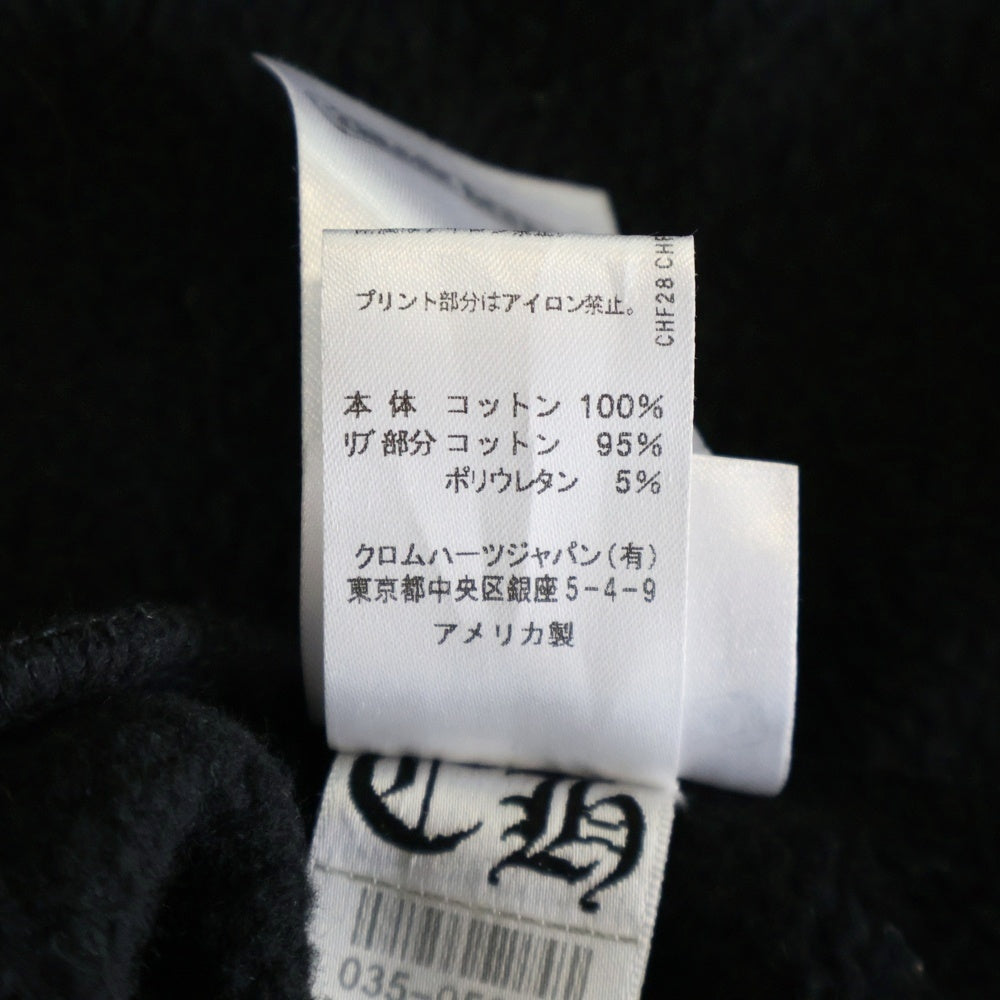 プリント部分はアイロン禁止。
CHF28 CH
本体 コットン 100%
リブ部分 コットン 95%
ポリウレタン 5%
クロムハーツジャパン(有)
東京都中央区銀座5-4-9
アメリカ製
CH
035-05